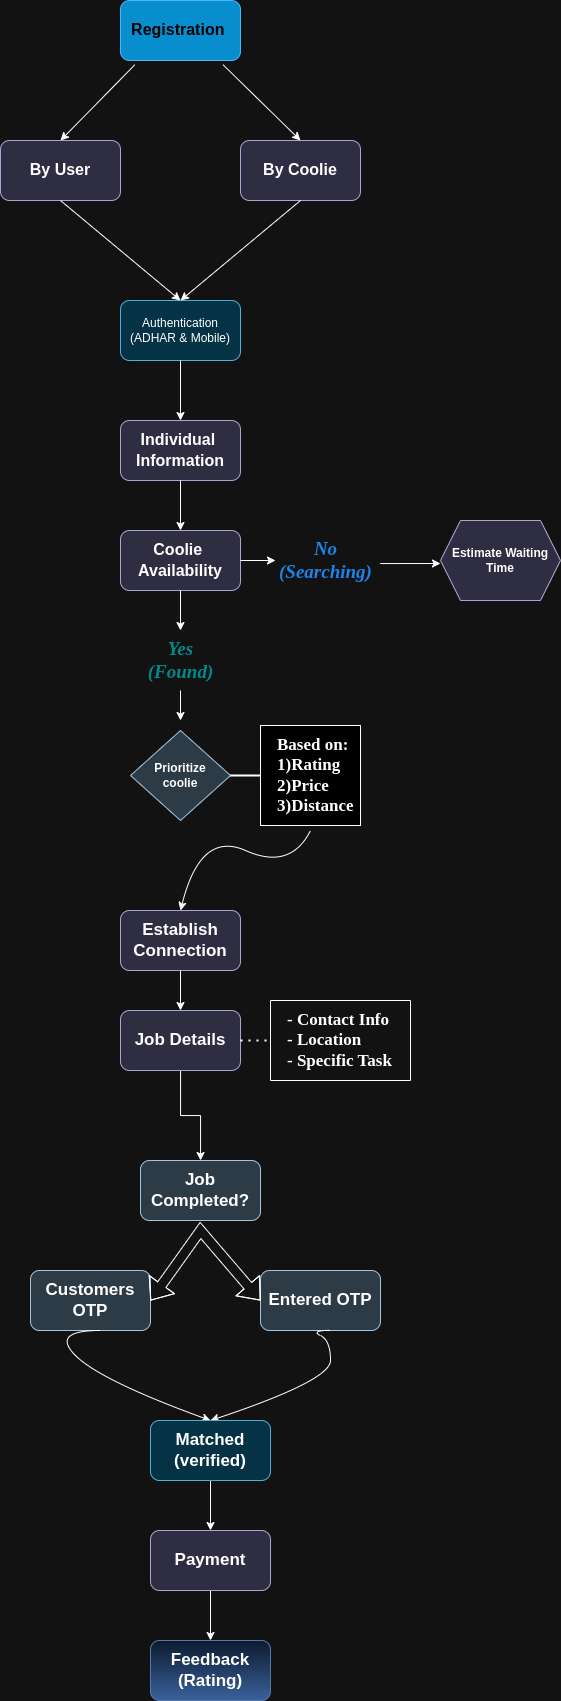 Registration
By User
By Coolie
Authentication
(ADHAR & Mobile)
Individual
Information
Coolie
Availability
No
(Searching)
Estimate Waiting
Time
Yes
(Found)
Prioritize
coolie
Based on:
1)Rating
2)Price
3)Distance
Establish
Connection
Job Details
- Contact Info
- Location
- Specific Task
Job
Completed?
Customers
OTP
Entered OTP
Matched
(verified)
Payment
Feedback
(Rating)